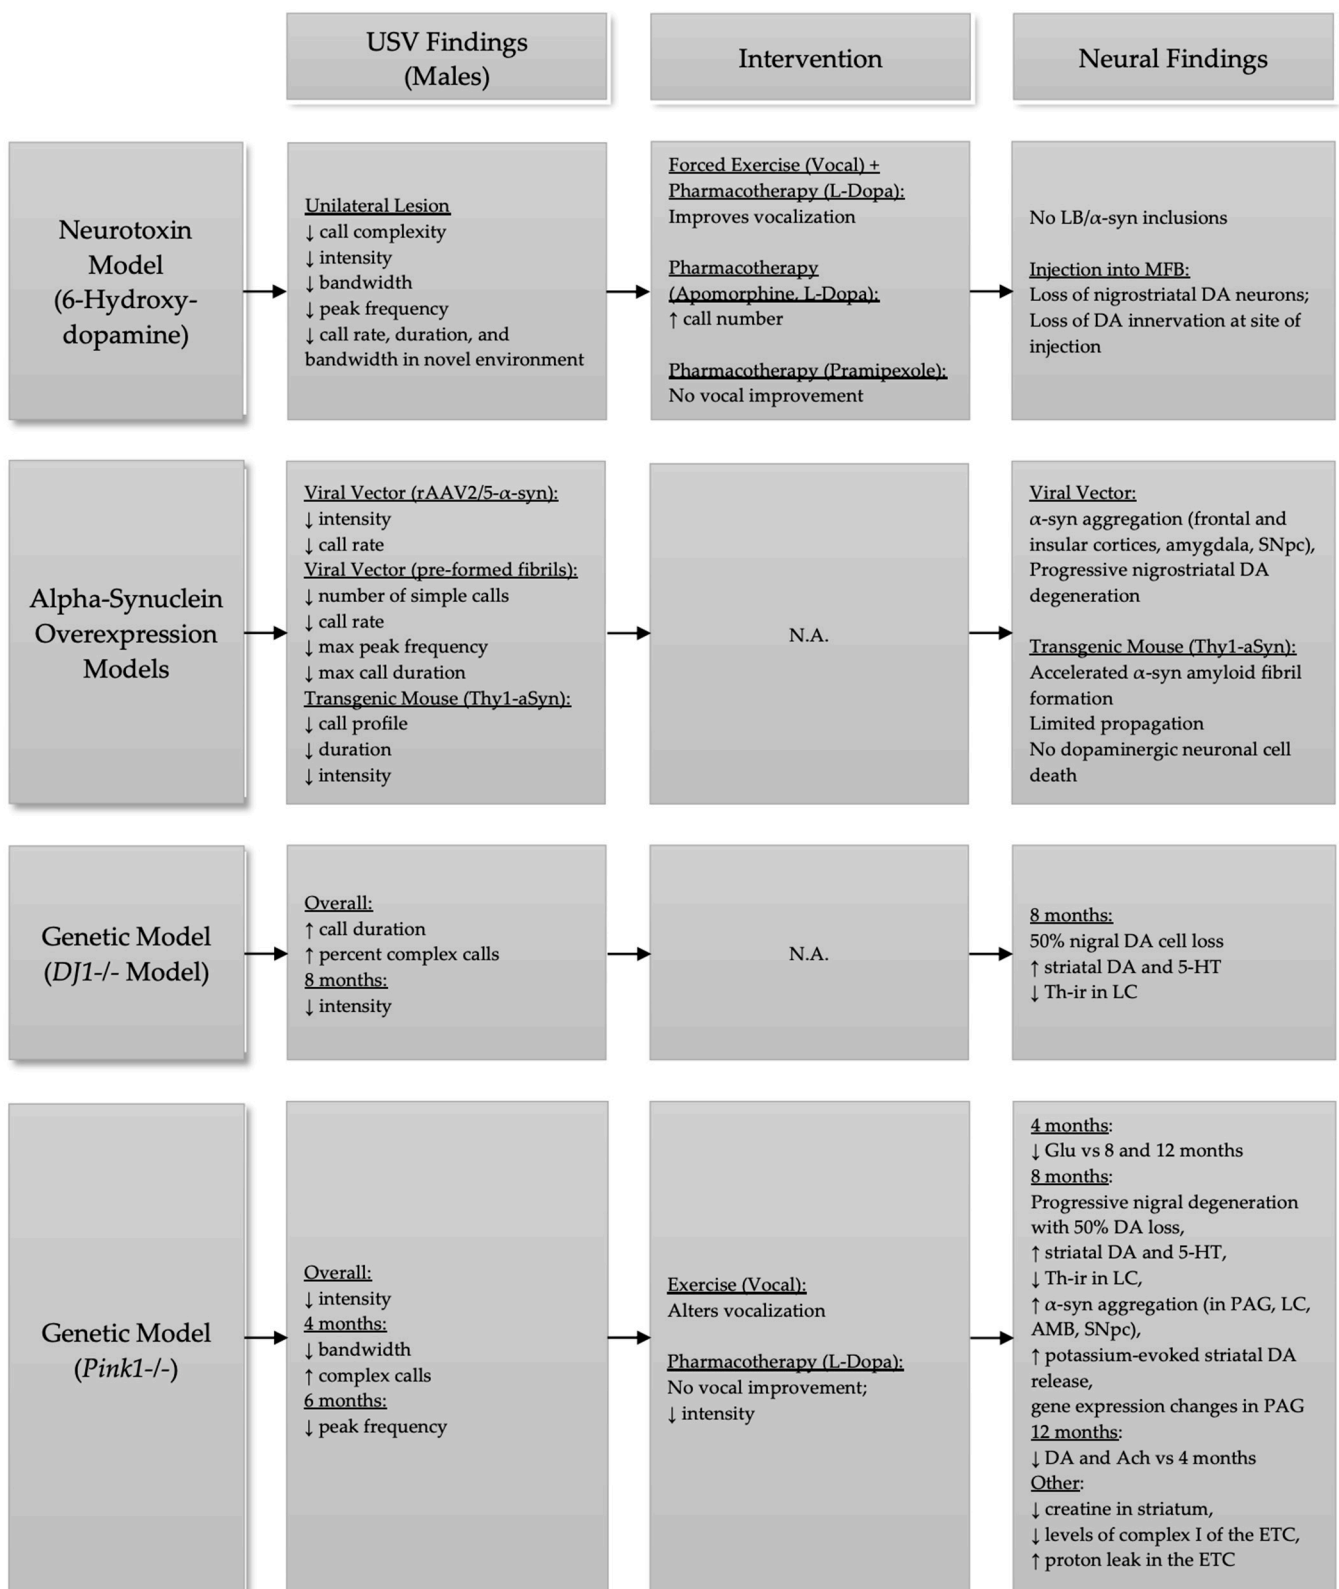 USV Findings
(Males)
Intervention
Neural Findings
Neurotoxin
Model
(6-Hydroxy-
dopamine)
Unilateral Lesion
↓ call complexity
↓ intensity
↓ bandwidth
↓ peak frequency
↓ call rate, duration, and
bandwidth in novel environment
Forced Exercise (Vocal) +
Pharmacotherapy (L-Dopa):
Improves vocalization
Pharmacotherapy
(Apomorphine, L-Dopa):
↑ call number
Pharmacotherapy (Pramipexole):
No vocal improvement
No LB/α-syn inclusions
Injection into MFB:
Loss of nigrostriatal DA neurons;
Loss of DA innervation at site of
injection
Alpha-Synuclein
Overexpression
Models
Viral Vector (rAAV2/5-α-syn):
↓ intensity
↓ call rate
Viral Vector (pre-formed fibrils):
↓ number of simple calls
↓ call rate
↓ max peak frequency
↓ max call duration
Transgenic Mouse (Thy1-aSyn):
↓ call profile
↓ duration
↓ intensity
N.A.
Viral Vector:
α-syn aggregation (frontal and
insular cortices, amygdala, SNpc),
Progressive nigrostriatal DA
degeneration
Transgenic Mouse (Thy1-aSyn):
Accelerated α-syn amyloid fibril
formation
Limited propagation
No dopaminergic neuronal cell
death
Genetic Model
(DJ1-/- Model)
Overall:
↑ call duration
↑ percent complex calls
8 months:
↓ intensity
N.A.
8 months:
50% nigral DA cell loss
↑ striatal DA and 5-HT
↓ Th-ir in LC
Genetic Model
(Pink1-/-)
Overall:
↓ intensity
4 months:
↓ bandwidth
↑ complex calls
6 months:
↓ peak frequency
Exercise (Vocal):
Alters vocalization
Pharmacotherapy (L-Dopa):
No vocal improvement;
↓ intensity
4 months:
↓ Glu vs 8 and 12 months
8 months:
Progressive nigral degeneration
with 50% DA loss,
↑ striatal DA and 5-HT,
↓ Th-ir in LC,
↑ α-syn aggregation (in PAG, LC,
AMB, SNpc),
↑ potassium-evoked striatal DA
release,
gene expression changes in PAG
12 months:
↓ DA and Ach vs 4 months
Other:
↓ creatine in striatum,
↓ levels of complex I of the ETC,
↑ proton leak in the ETC